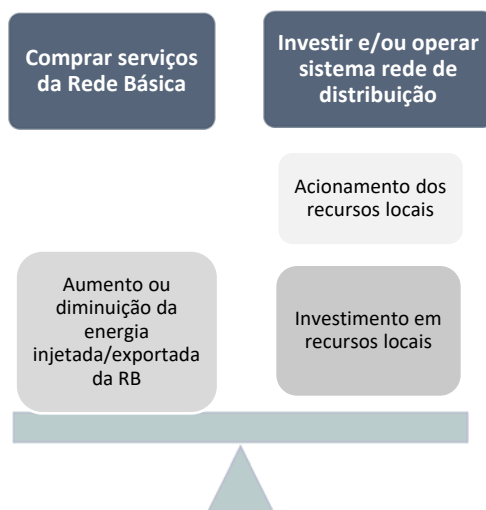 Comprar serviços
da Rede Básica
Investir e/ou operar
sistema rede de
distribuição
Acionamento dos
recursos locais
Aumento ou
diminuição da
energia
injetada/exportada
da RB
Investimento em
recursos locais